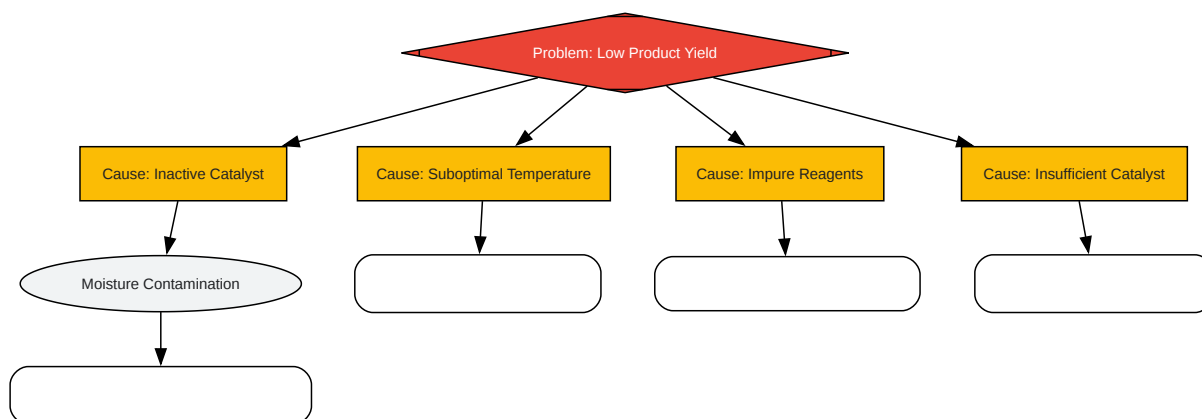 Problem: Low Product Yield
Cause: Inactive Catalyst
Cause: Suboptimal Temperature
Cause: Impure Reagents
Cause: Insufficient Catalyst
Moisture Contamination